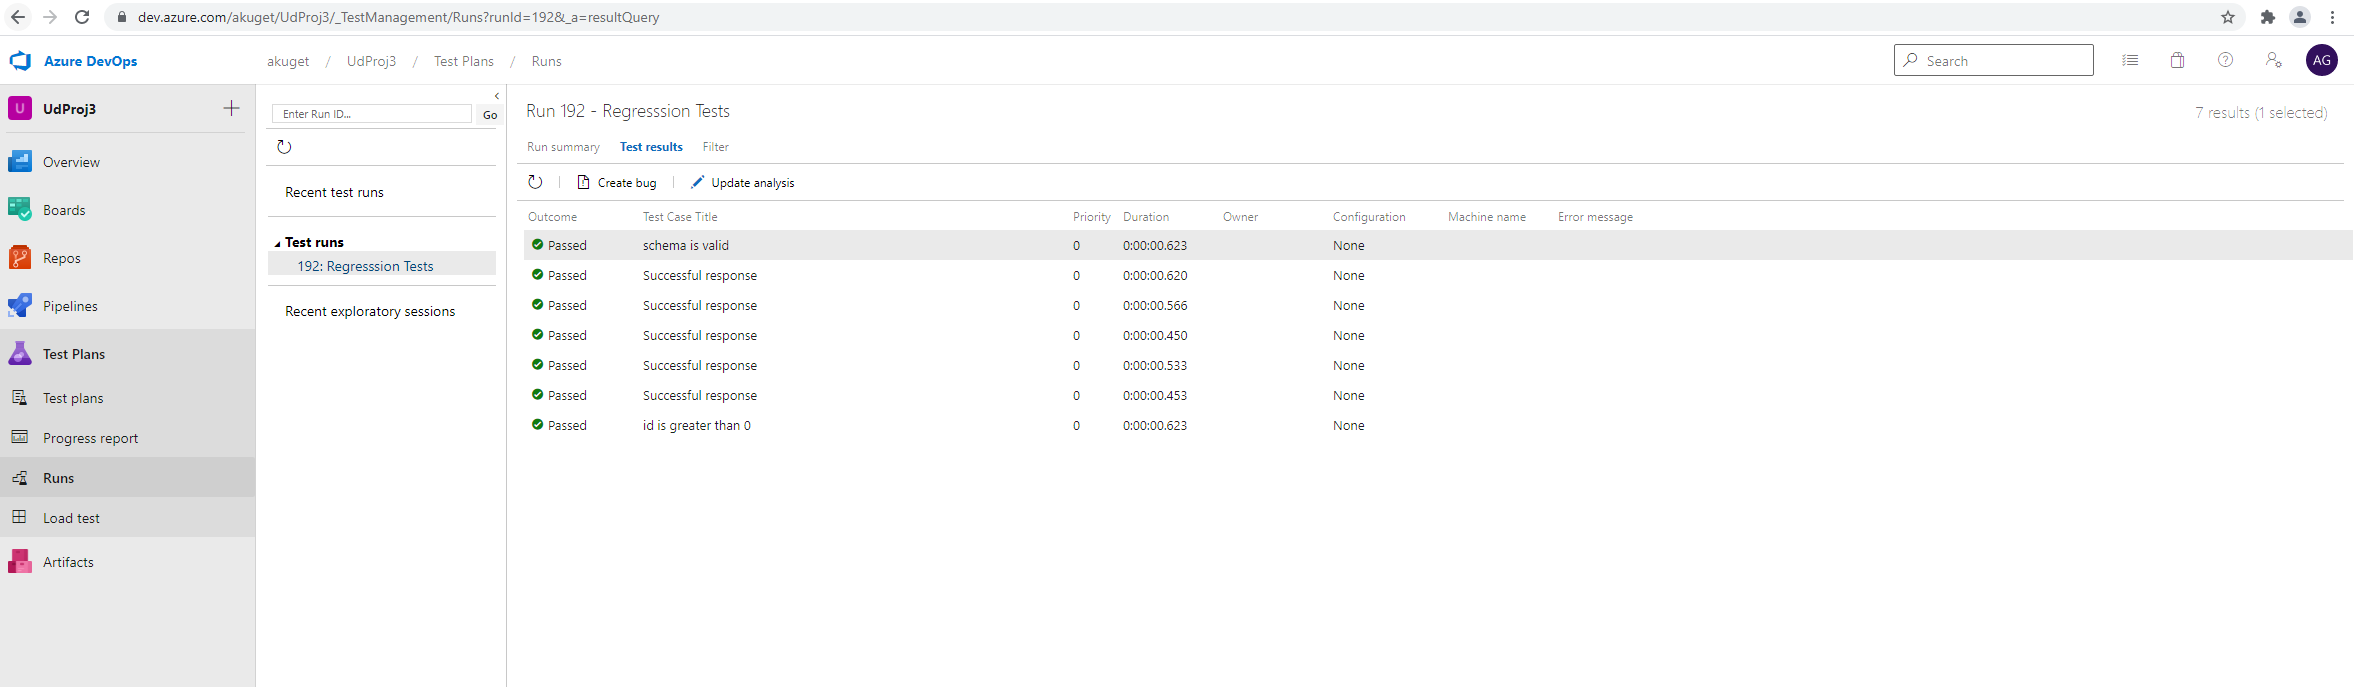 dev.azure.com/akuget/UdProj3/_TestManagement/Runs?runId=192&_a=resultQuery
Azure DevOps
akuget / UdProj3 / Test Plans / Runs
Search
AG
U UdProj3
Overview
Boards
Repos
Pipelines
Test Plans
Test plans
Progress report
Runs
Load test
Artifacts
Enter Run ID... Go
Recent test runs
Test runs
192: Regresssion Tests
Recent exploratory sessions
Run 192 - Regresssion Tests
7 results (1 selected)
Run summary Test results Filter
Create bug Update analysis
Outcome Test Case Title Priority Duration Owner Configuration Machine name Error message
Passed schema is valid 0 0:00:00.623 None
Passed Successful response 0 0:00:00.620 None
Passed Successful response 0 0:00:00.566 None
Passed Successful response 0 0:00:00.450 None
Passed Successful response 0 0:00:00.533 None
Passed Successful response 0 0:00:00.453 None
Passed id is greater than 0 0 0:00:00.623 None